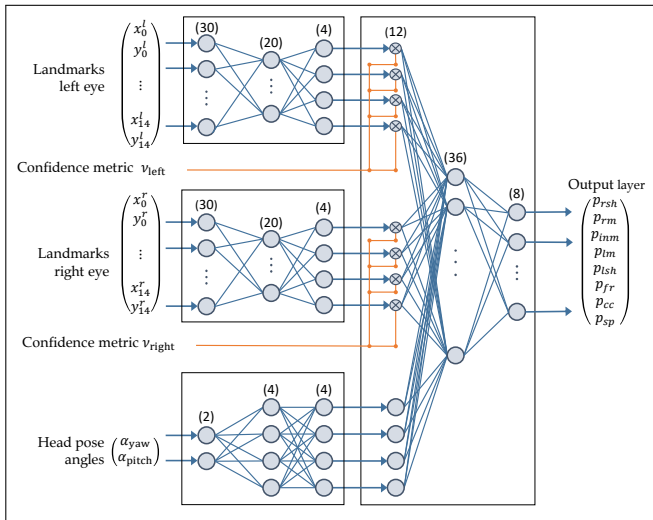 (30)
(20)
(4)
(12)
x_0^l
y_0^l
⋮
x_14^l
y_14^l
Landmarks
left eye
Confidence metric ν_left
(36)
(8)
(30)
(20)
(4)
x_0^r
y_0^r
⋮
x_14^r
y_14^r
Landmarks
right eye
Confidence metric ν_right
Output layer
p_rsh
p_rm
p_inm
p_lm
p_lsh
p_fr
p_cc
p_sp
(2)
(4)
(4)
Head pose
angles
α_yaw
α_pitch